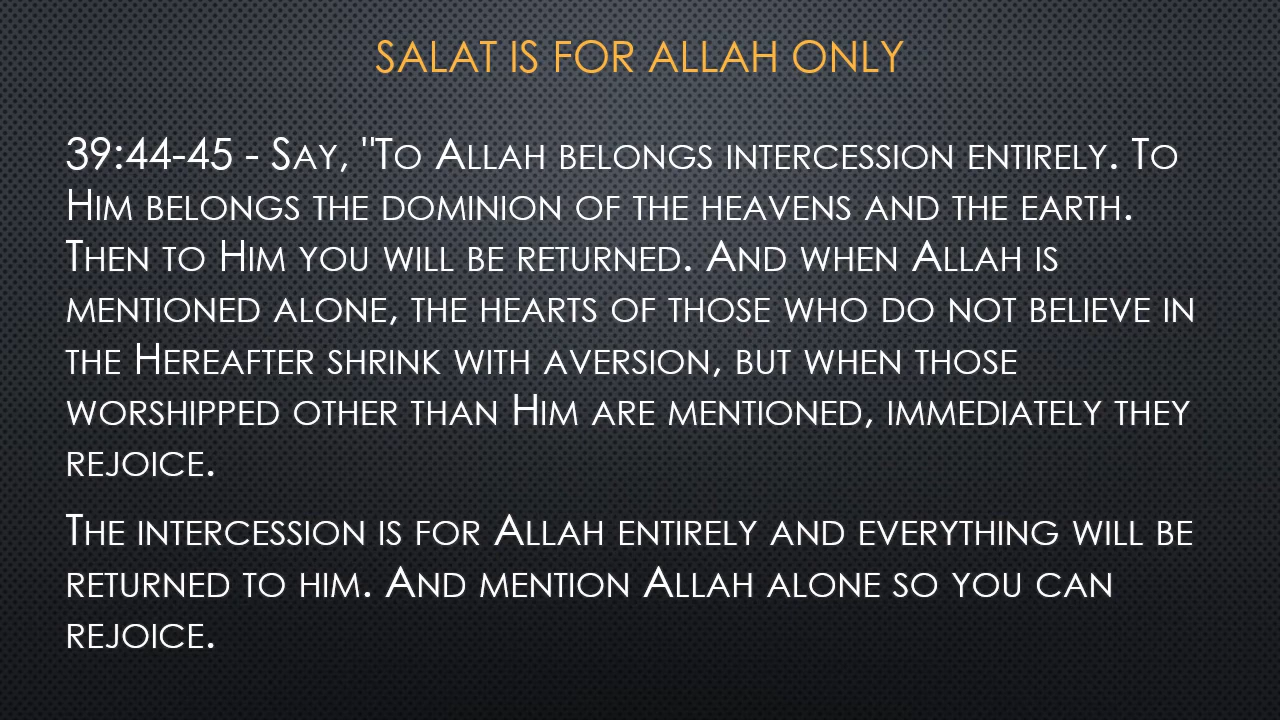 SALAT IS FOR ALLAH ONLY
39:44-45 - Say, "To Allah belongs intercession entirely. To
Him belongs the dominion of the heavens and the earth.
Then to Him you will be returned. And when Allah is
mentioned alone, the hearts of those who do not believe in
the Hereafter shrink with aversion, but when those
worshipped other than Him are mentioned, immediately they
rejoice.
The intercession is for Allah entirely and everything will be
returned to him. And mention Allah alone so you can
rejoice.